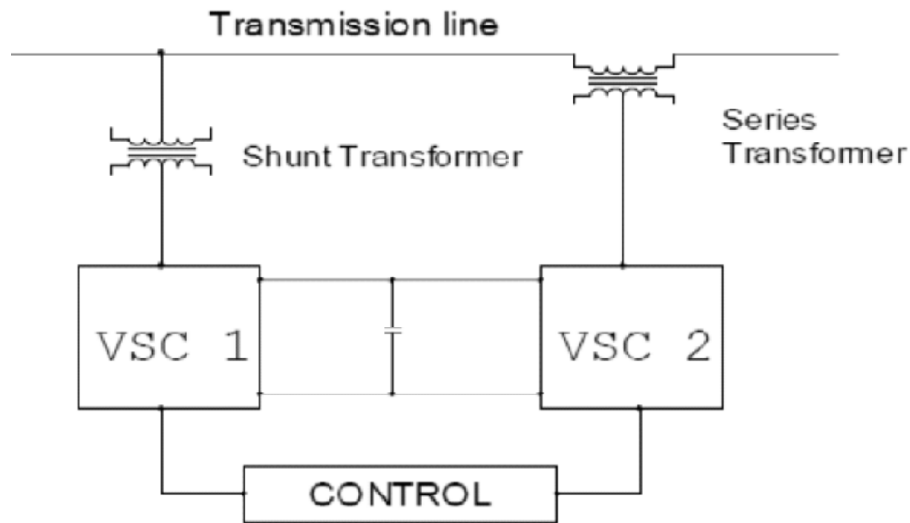 Transmission line
Shunt Transformer
Series
Transformer
VSC 1
VSC 2
CONTROL